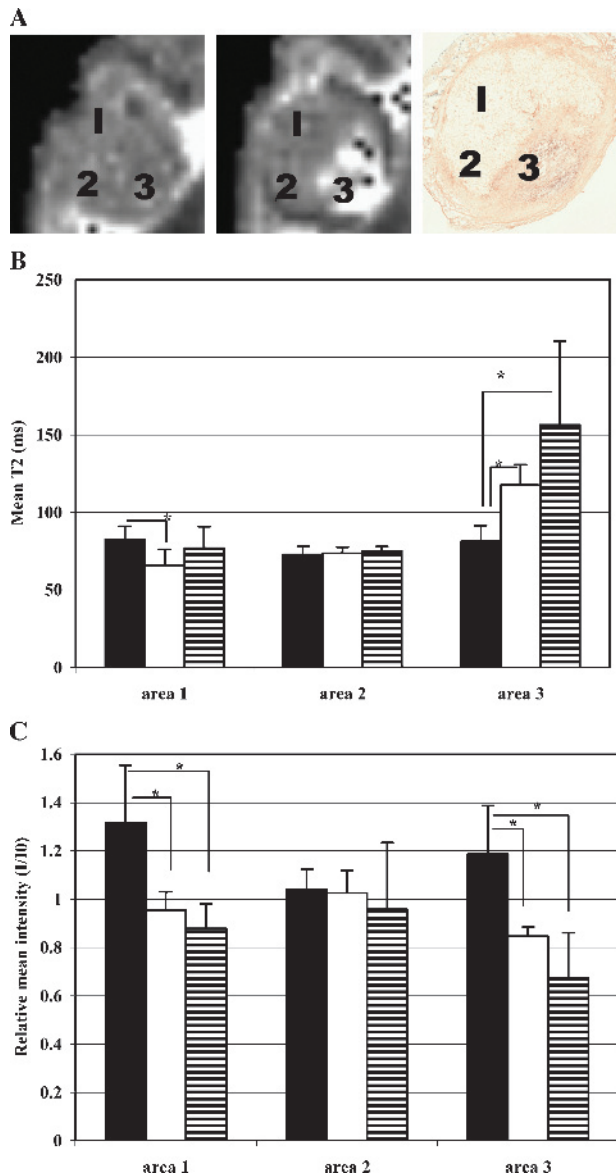 A
1 1 1
2 3 2 3 2 3
B
Mean T2 (ms)
250
200
150
100
50
0
*
*
*
area 1 area 2 area 3
C
Relative mean intensity (I/I0)
1.6
1.4
1.2
1
0.8
0.6
0.4
0.2
0
* *
* *
area 1 area 2 area 3